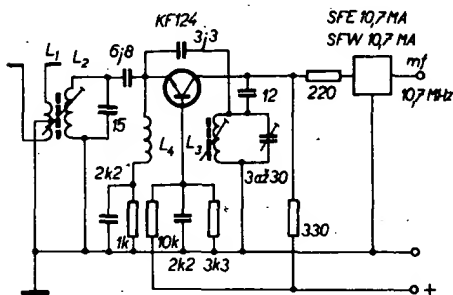 SFE 10,7 MA
SFW 10,7 MA
KF124
3j3
L1
L2
6j8
mf
15
12
220
10,7 MHz
L4
L3
2k2
3až30
1k
10k
2k2
3k3
330
+